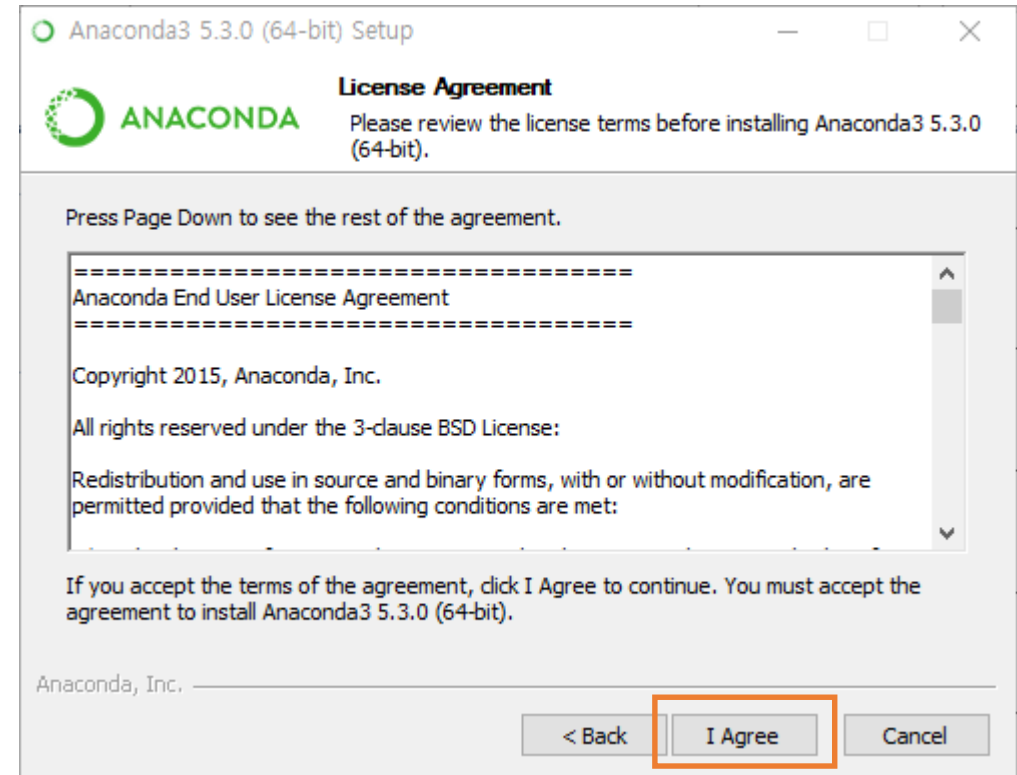 Anaconda3 5.3.0 (64-bit) Setup
ANACONDA
License Agreement
Please review the license terms before installing Anaconda3 5.3.0
(64-bit).
Press Page Down to see the rest of the agreement.
===================================
Anaconda End User License Agreement
===================================
Copyright 2015, Anaconda, Inc.
All rights reserved under the 3-clause BSD License:
Redistribution and use in source and binary forms, with or without modification, are
permitted provided that the following conditions are met:
If you accept the terms of the agreement, click I Agree to continue. You must accept the
agreement to install Anaconda3 5.3.0 (64-bit).
Anaconda, Inc.
< Back
I Agree
Cancel